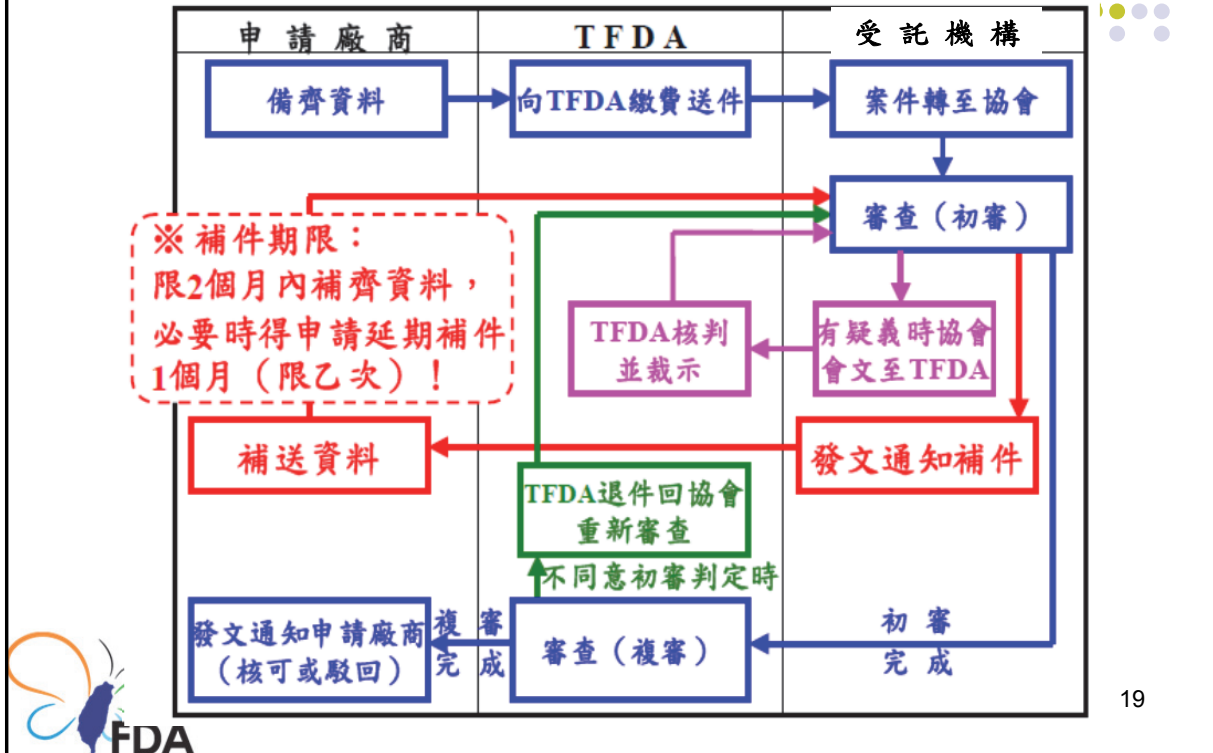 申請廠商
TFDA
受託機構
備齊資料
向TFDA繳費送件
案件轉至協會
審查（初審）
※補件期限：
限2個月內補齊資料，
必要時得申請延期補件
1個月（限乙次）！
TFDA核判
並裁示
有疑義時協會
會文至TFDA
補送資料
發文通知補件
TFDA退件回協會
重新審查
不同意初審判定時
發文通知申請廠商
（核可或駁回）
複審
完成
審查（複審）
初審
完成
19
FDA